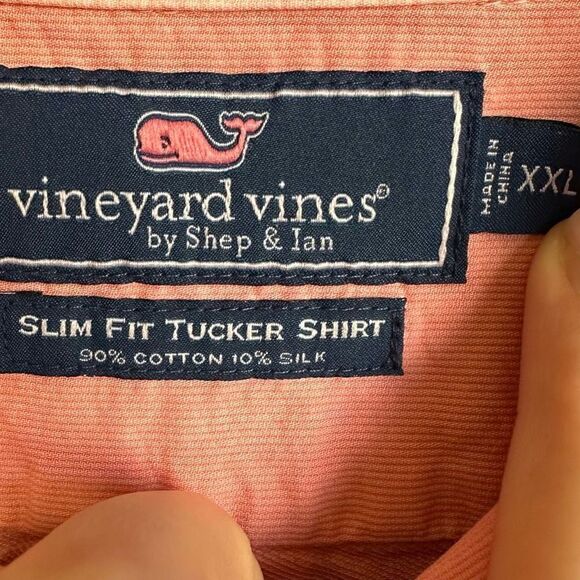 vineyard vines®
by Shep & Ian
MADE IN
CHINA
XXL
SLIM FIT TUCKER SHIRT
90% COTTON 10% SILK